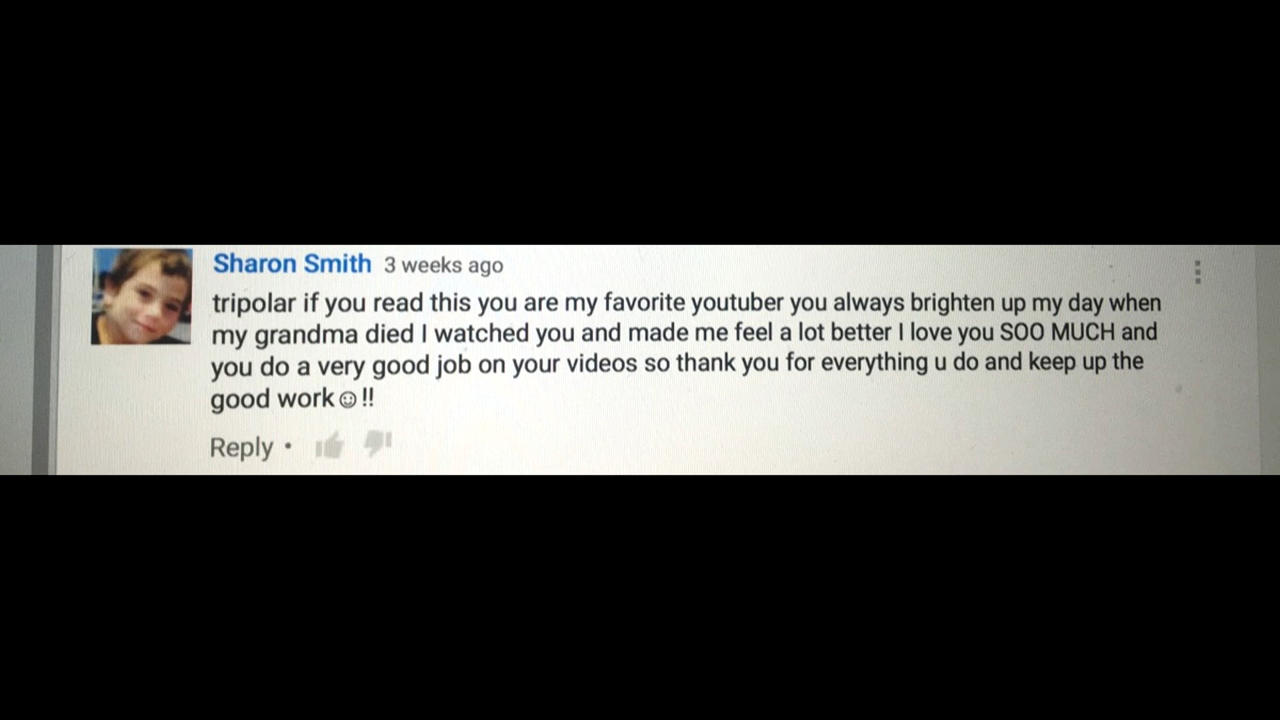 Sharon Smith 3 weeks ago
tripolar if you read this you are my favorite youtuber you always brighten up my day when
my grandma died I watched you and made me feel a lot better I love you SOO MUCH and
you do a very good job on your videos so thank you for everything u do and keep up the
good work☺!!
Reply •